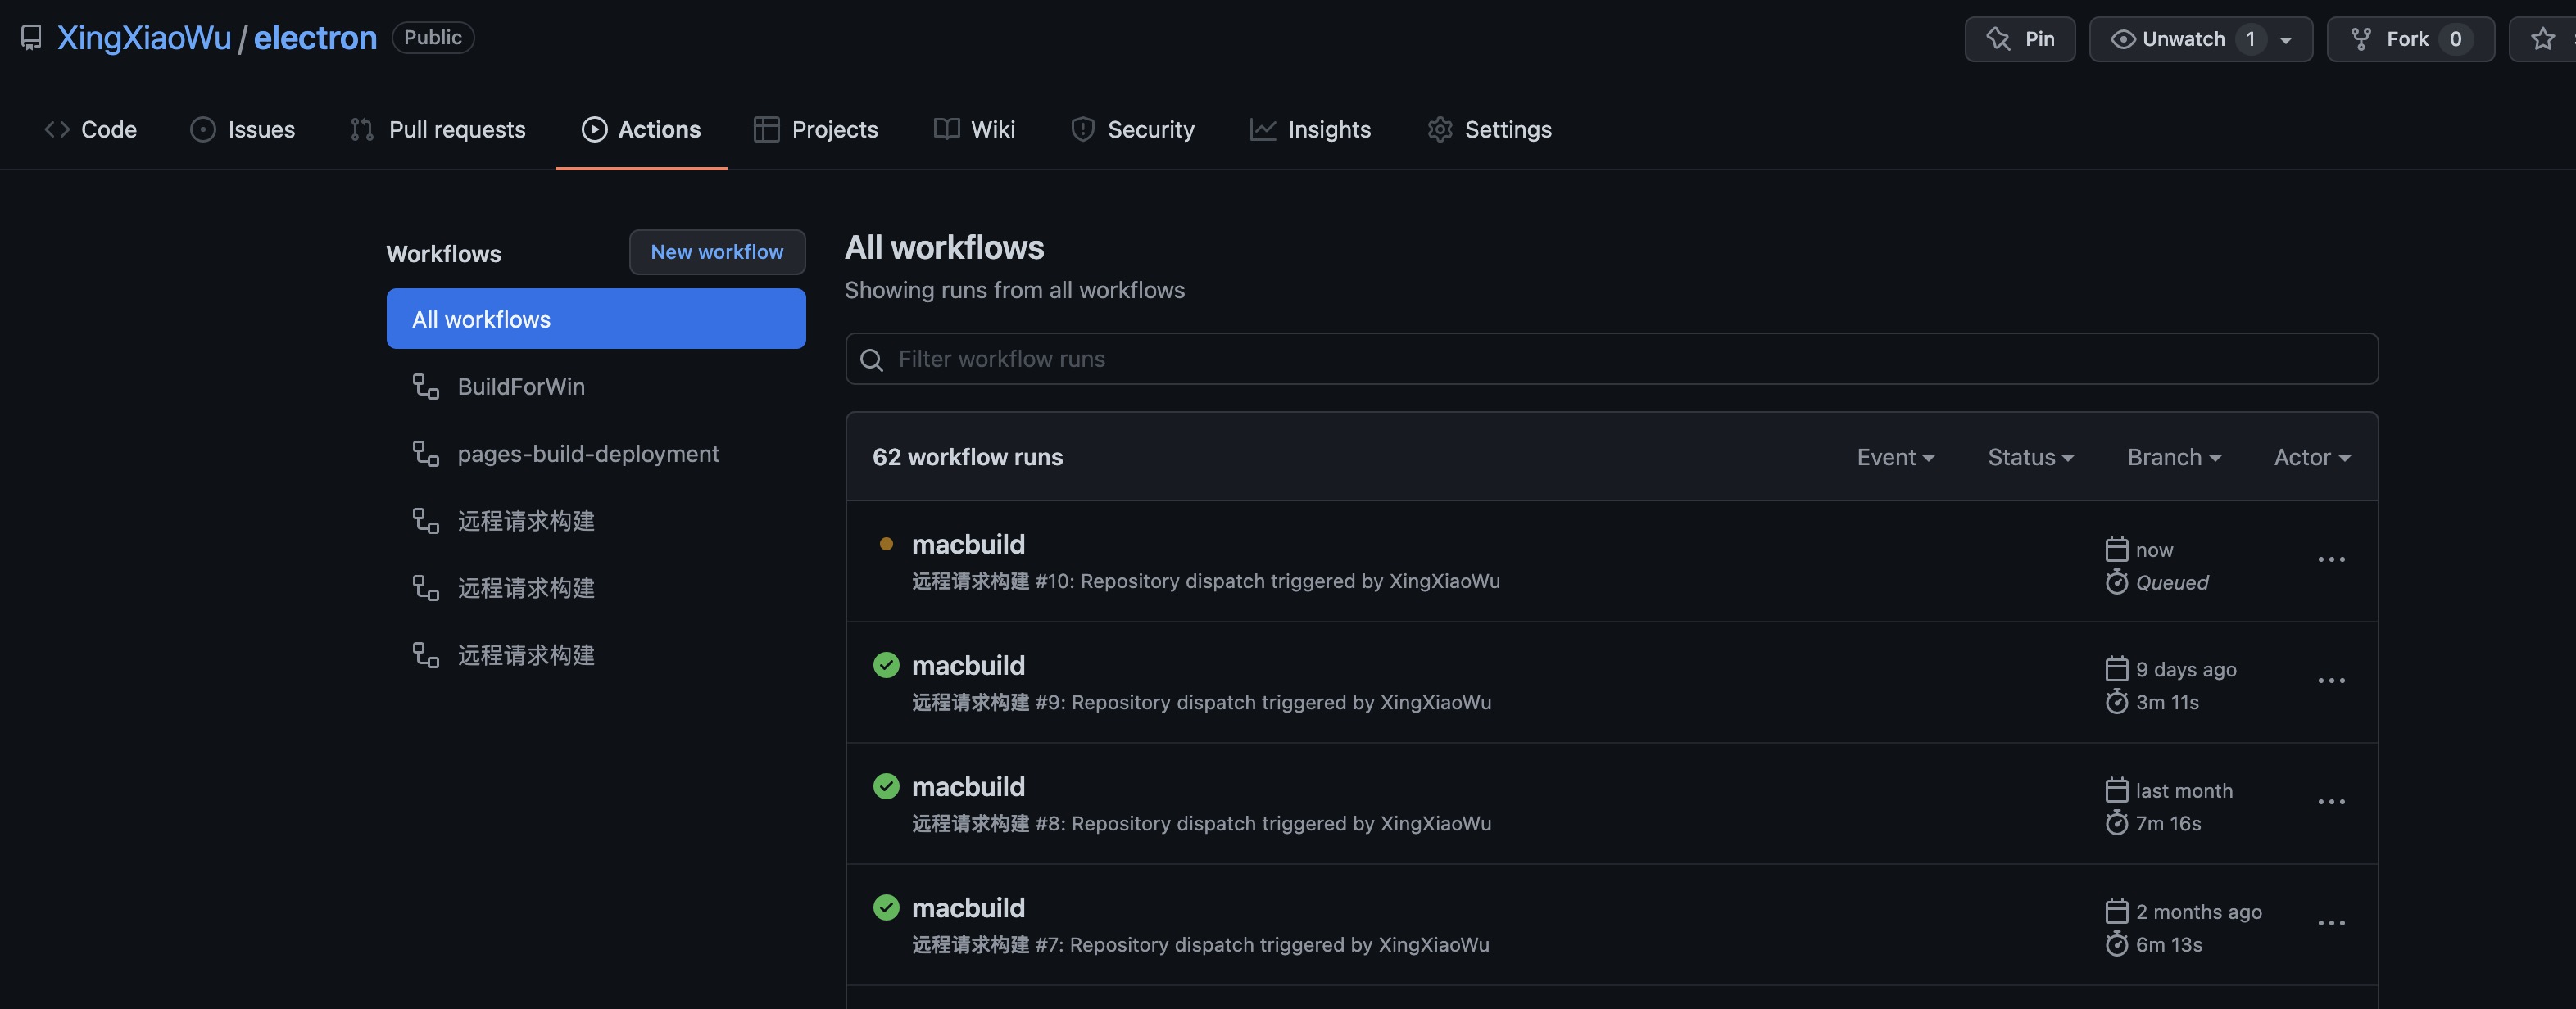 XingXiaoWu / electron Public
Pin
Unwatch 1
Fork 0
Code
Issues
Pull requests
Actions
Projects
Wiki
Security
Insights
Settings
Workflows
New workflow
All workflows
BuildForWin
pages-build-deployment
远程请求构建
远程请求构建
远程请求构建
All workflows
Showing runs from all workflows
Filter workflow runs
62 workflow runs
Event
Status
Branch
Actor
macbuild
远程请求构建 #10: Repository dispatch triggered by XingXiaoWu
now
Queued
macbuild
远程请求构建 #9: Repository dispatch triggered by XingXiaoWu
9 days ago
3m 11s
macbuild
远程请求构建 #8: Repository dispatch triggered by XingXiaoWu
last month
7m 16s
macbuild
远程请求构建 #7: Repository dispatch triggered by XingXiaoWu
2 months ago
6m 13s